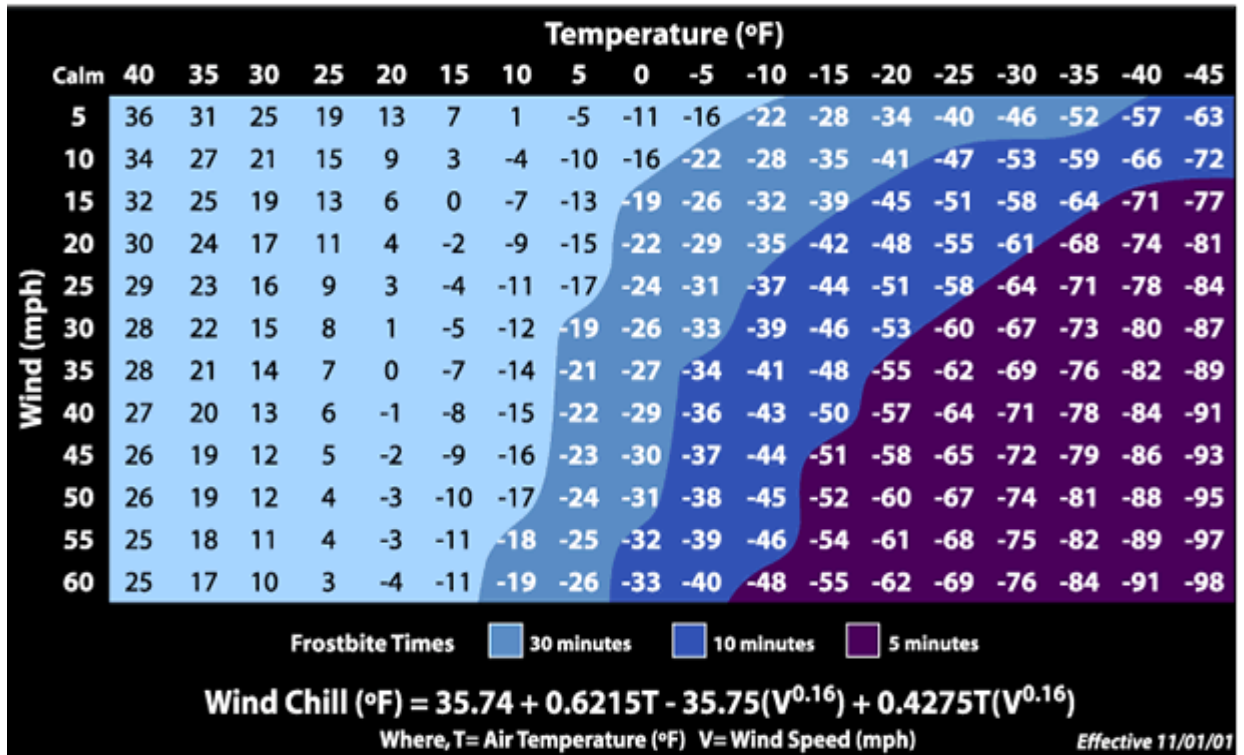 Temperature (ºF)
Calm 40 35 30 25 20 15 10 5 0 -5 -10 -15 -20 -25 -30 -35 -40 -45
5 36 31 25 19 13 7 1 -5 -11 -16 -22 -28 -34 -40 -46 -52 -57 -63
10 34 27 21 15 9 3 -4 -10 -16 -22 -28 -35 -41 -47 -53 -59 -66 -72
15 32 25 19 13 6 0 -7 -13 -19 -26 -32 -39 -45 -51 -58 -64 -71 -77
20 30 24 17 11 4 -2 -9 -15 -22 -29 -35 -42 -48 -55 -61 -68 -74 -81
25 29 23 16 9 3 -4 -11 -17 -24 -31 -37 -44 -51 -58 -64 -71 -78 -84
30 28 22 15 8 1 -5 -12 -19 -26 -33 -39 -46 -53 -60 -67 -73 -80 -87
35 28 21 14 7 0 -7 -14 -21 -27 -34 -41 -48 -55 -62 -69 -76 -82 -89
40 27 20 13 6 -1 -8 -15 -22 -29 -36 -43 -50 -57 -64 -71 -78 -84 -91
45 26 19 12 5 -2 -9 -16 -23 -30 -37 -44 -51 -58 -65 -72 -79 -86 -93
50 26 19 12 4 -3 -10 -17 -24 -31 -38 -45 -52 -60 -67 -74 -81 -88 -95
55 25 18 11 4 -3 -11 -18 -25 -32 -39 -46 -54 -61 -68 -75 -82 -89 -97
60 25 17 10 3 -4 -11 -19 -26 -33 -40 -48 -55 -62 -69 -76 -84 -91 -98
Wind (mph)
Frostbite Times 30 minutes 10 minutes 5 minutes
Wind Chill (ºF) = 35.74 + 0.6215T - 35.75(V^0.16) + 0.4275T(V^0.16)
Where, T= Air Temperature (ºF) V= Wind Speed (mph)
Effective 11/01/01